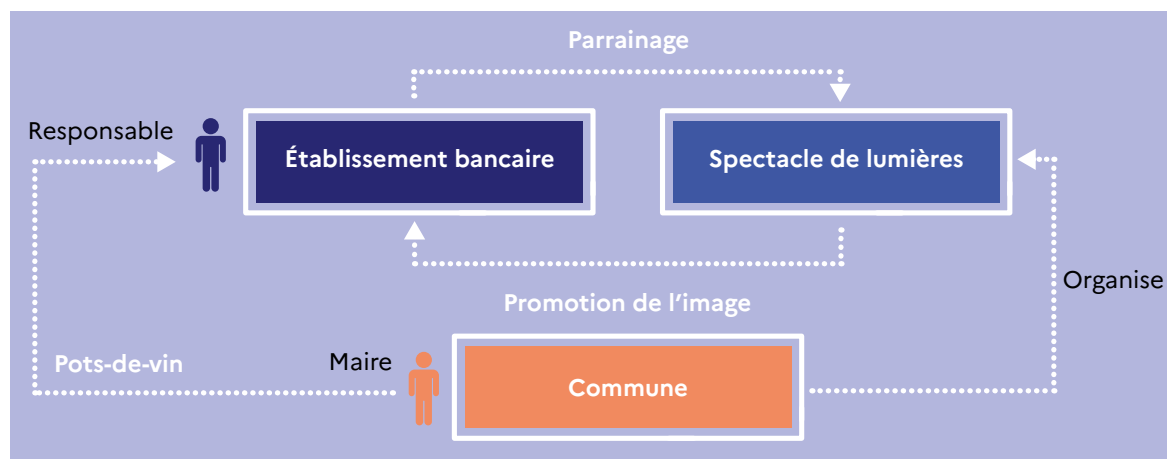 Parrainage
Responsable
Établissement bancaire
Spectacle de lumières
Organise
Promotion de l’image
Pots-de-vin
Maire
Commune